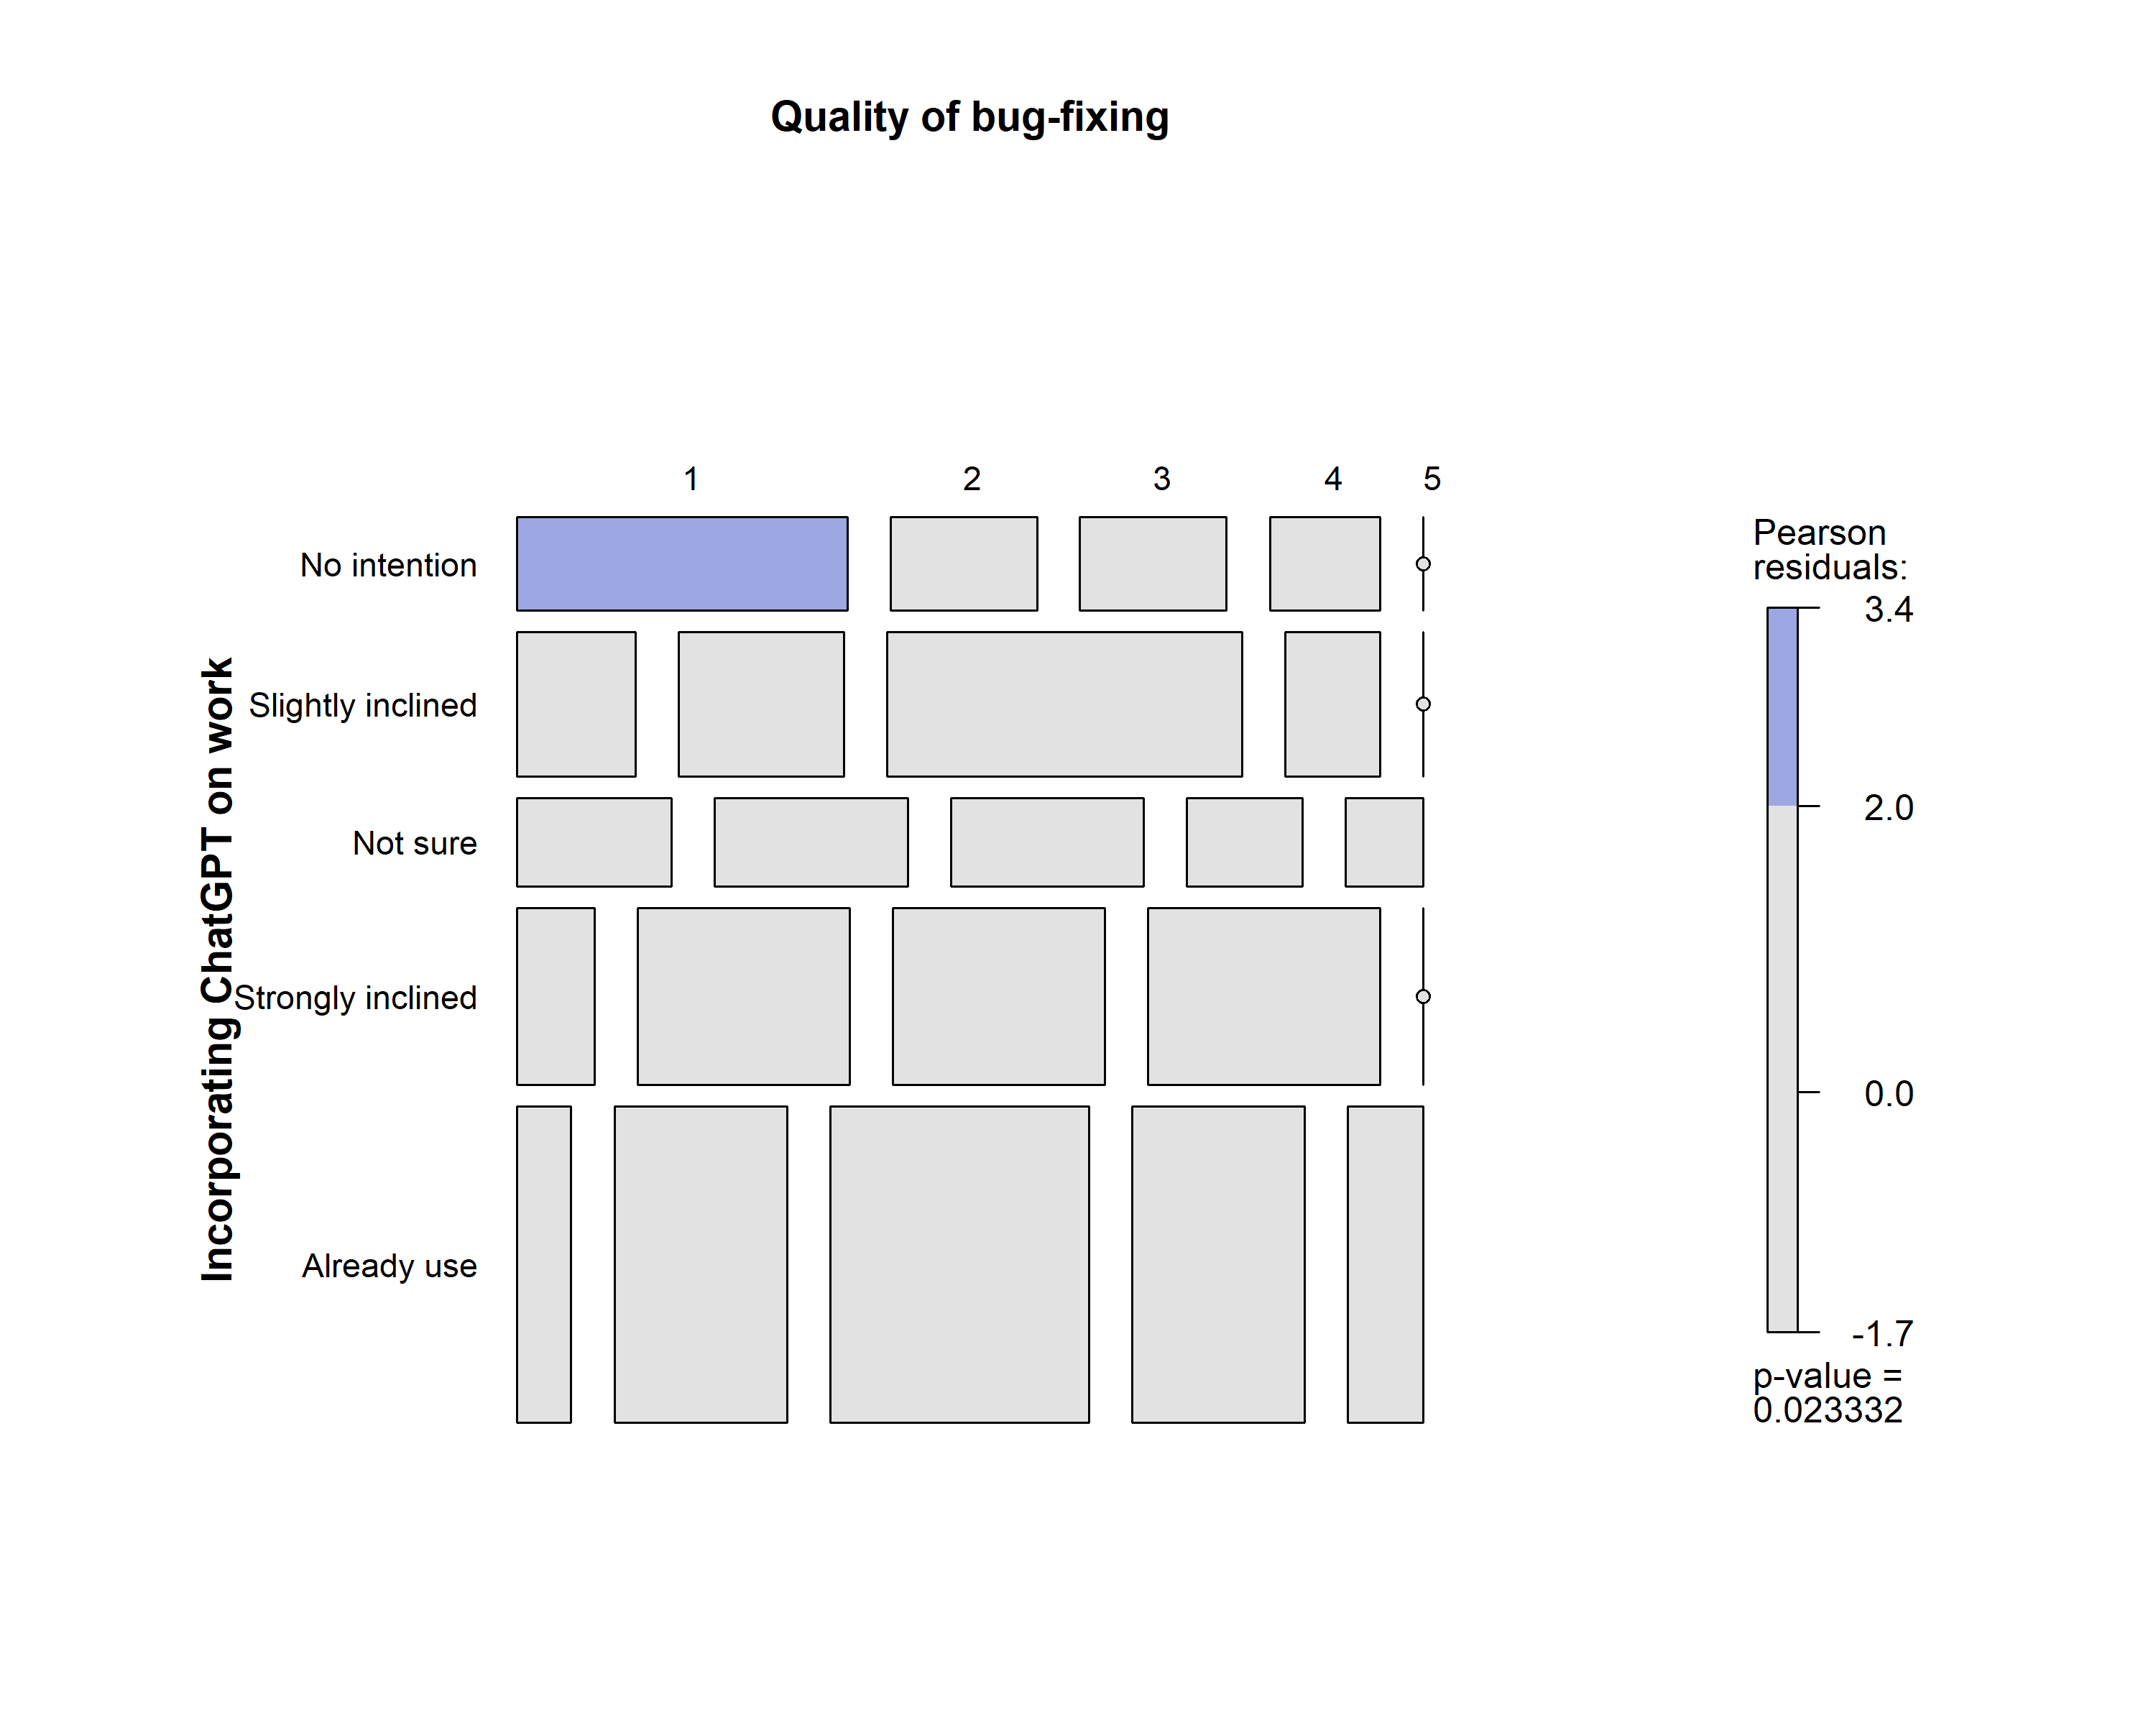 Quality of bug-fixing
1 2 3 4 5
Incorporating ChatGPT on work
No intention
Slightly inclined
Not sure
Strongly inclined
Already use
Pearson
residuals:
3.4
2.0
0.0
-1.7
p-value =
0.023332